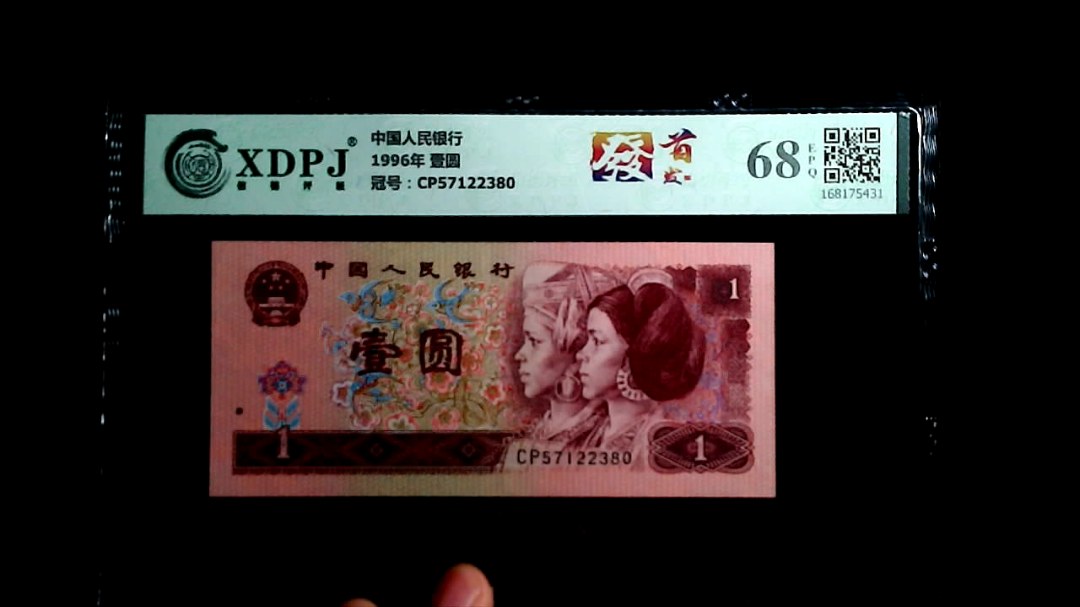 XDPJ®
中国人民银行
1996年 壹圆
冠号：CP57122380
發
首
发
68
EPQ
168175431
中国人民银行
1
壹圆
1
CP57122380
1